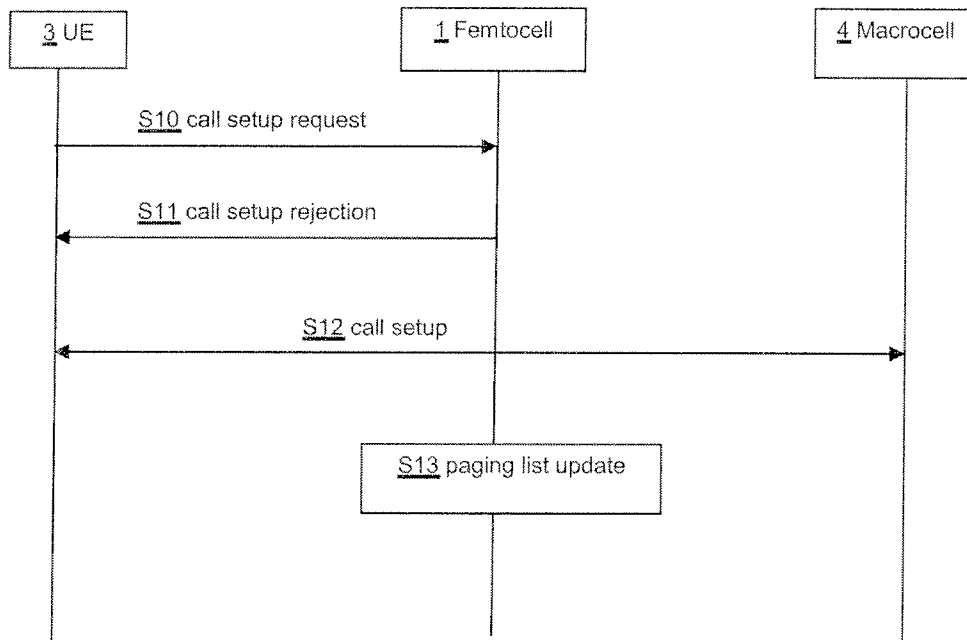 3 UE
1 Femtocell
4 Macrocell
S10 call setup request
S11 call setup rejection
S12 call setup
S13 paging list update